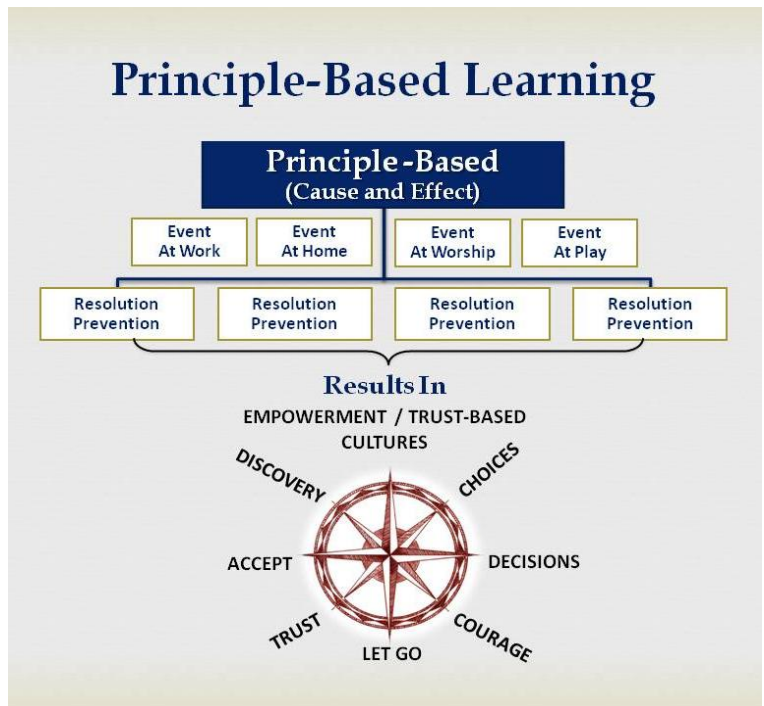 Principle-Based Learning
Principle-Based
(Cause and Effect)
Event
At Work
Event
At Home
Event
At Worship
Event
At Play
Resolution
Prevention
Resolution
Prevention
Resolution
Prevention
Resolution
Prevention
Results In
EMPOWERMENT / TRUST-BASED
CULTURES
DISCOVERY
CHOICES
ACCEPT
DECISIONS
TRUST
COURAGE
LET GO